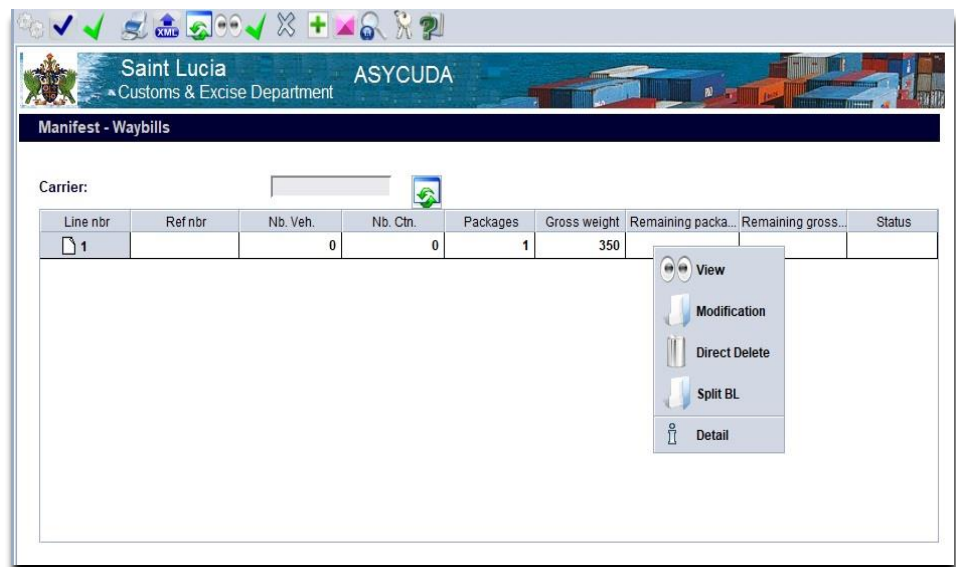 XML
Saint Lucia
Customs & Excise Department
ASYCUDA
Manifest - Waybills
Carrier:
Line nbr Ref nbr Nb. Veh. Nb. Ctn. Packages Gross weight Remaining packa... Remaining gross... Status
1 0 0 1 350
View
Modification
Direct Delete
Split BL
Detail